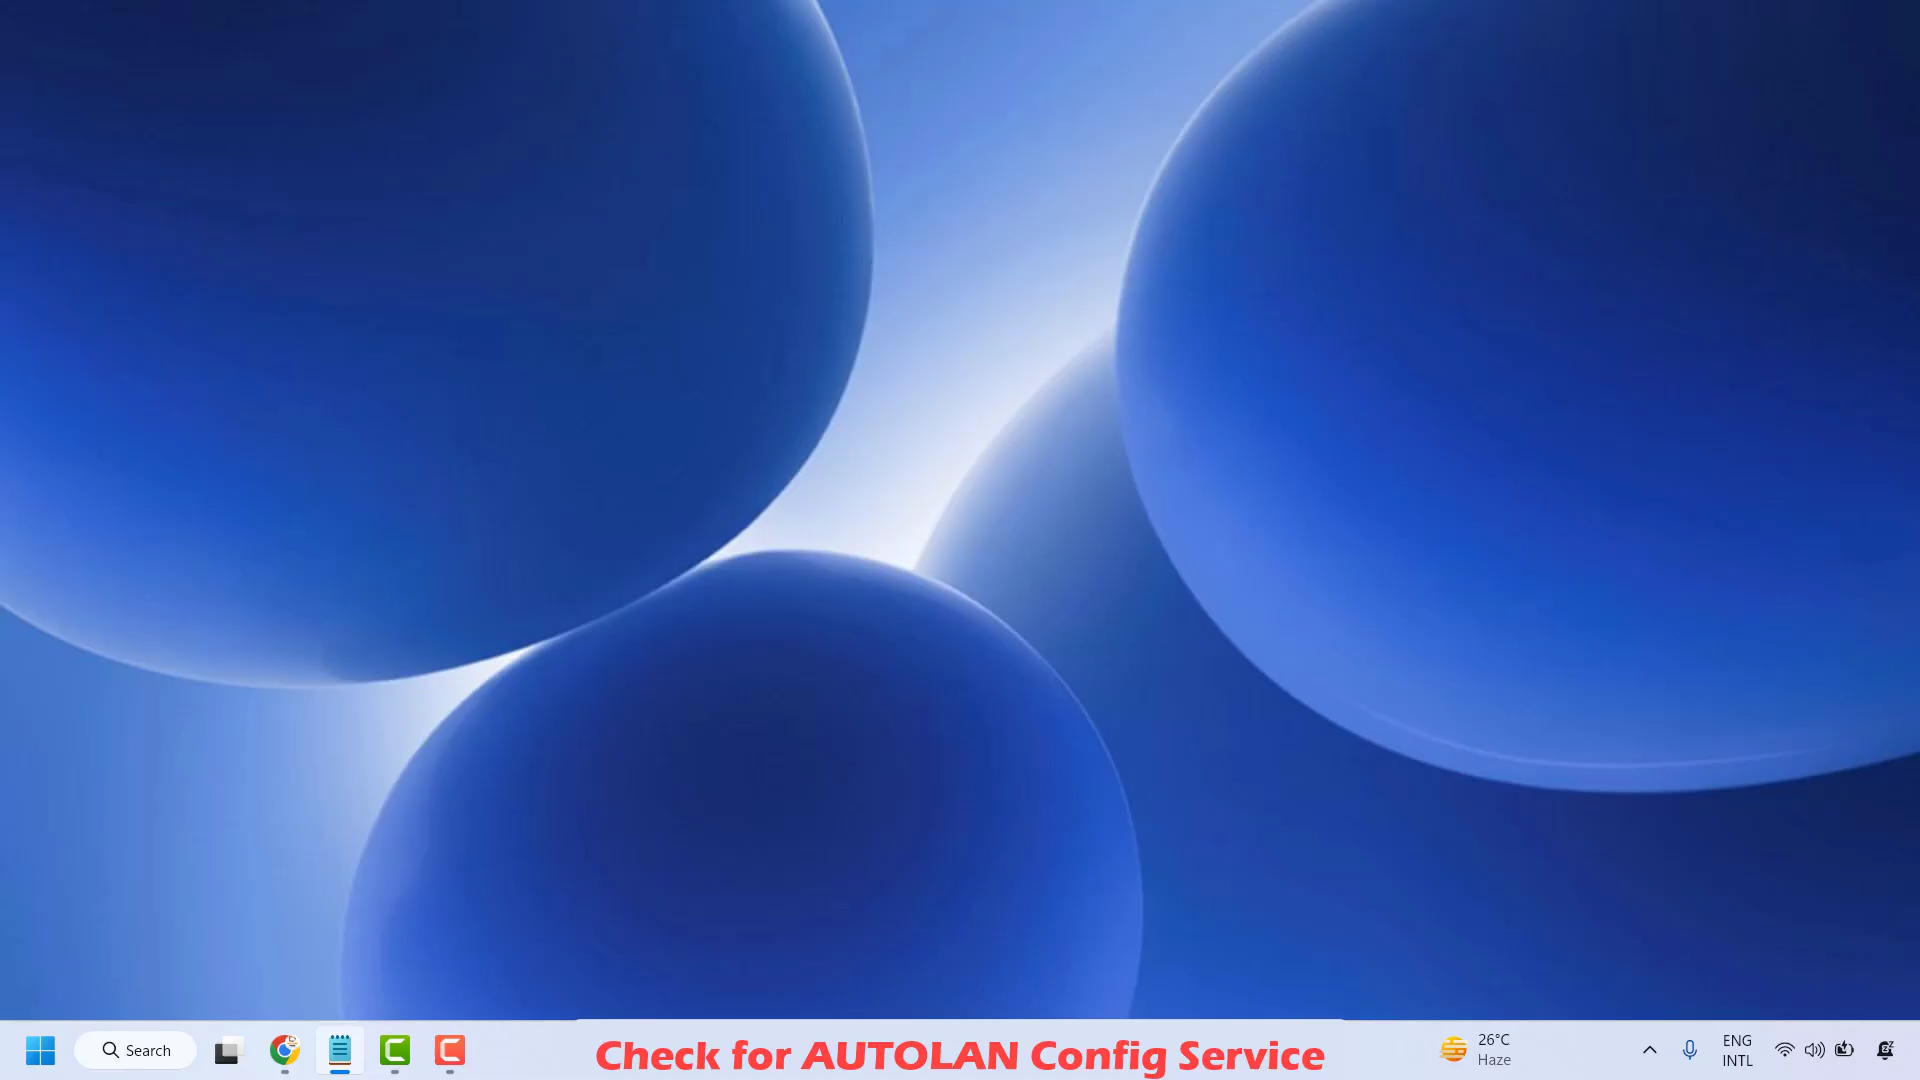 Search
Check for AUTOLAN Config Service
26°C
Haze
ENG
INTL